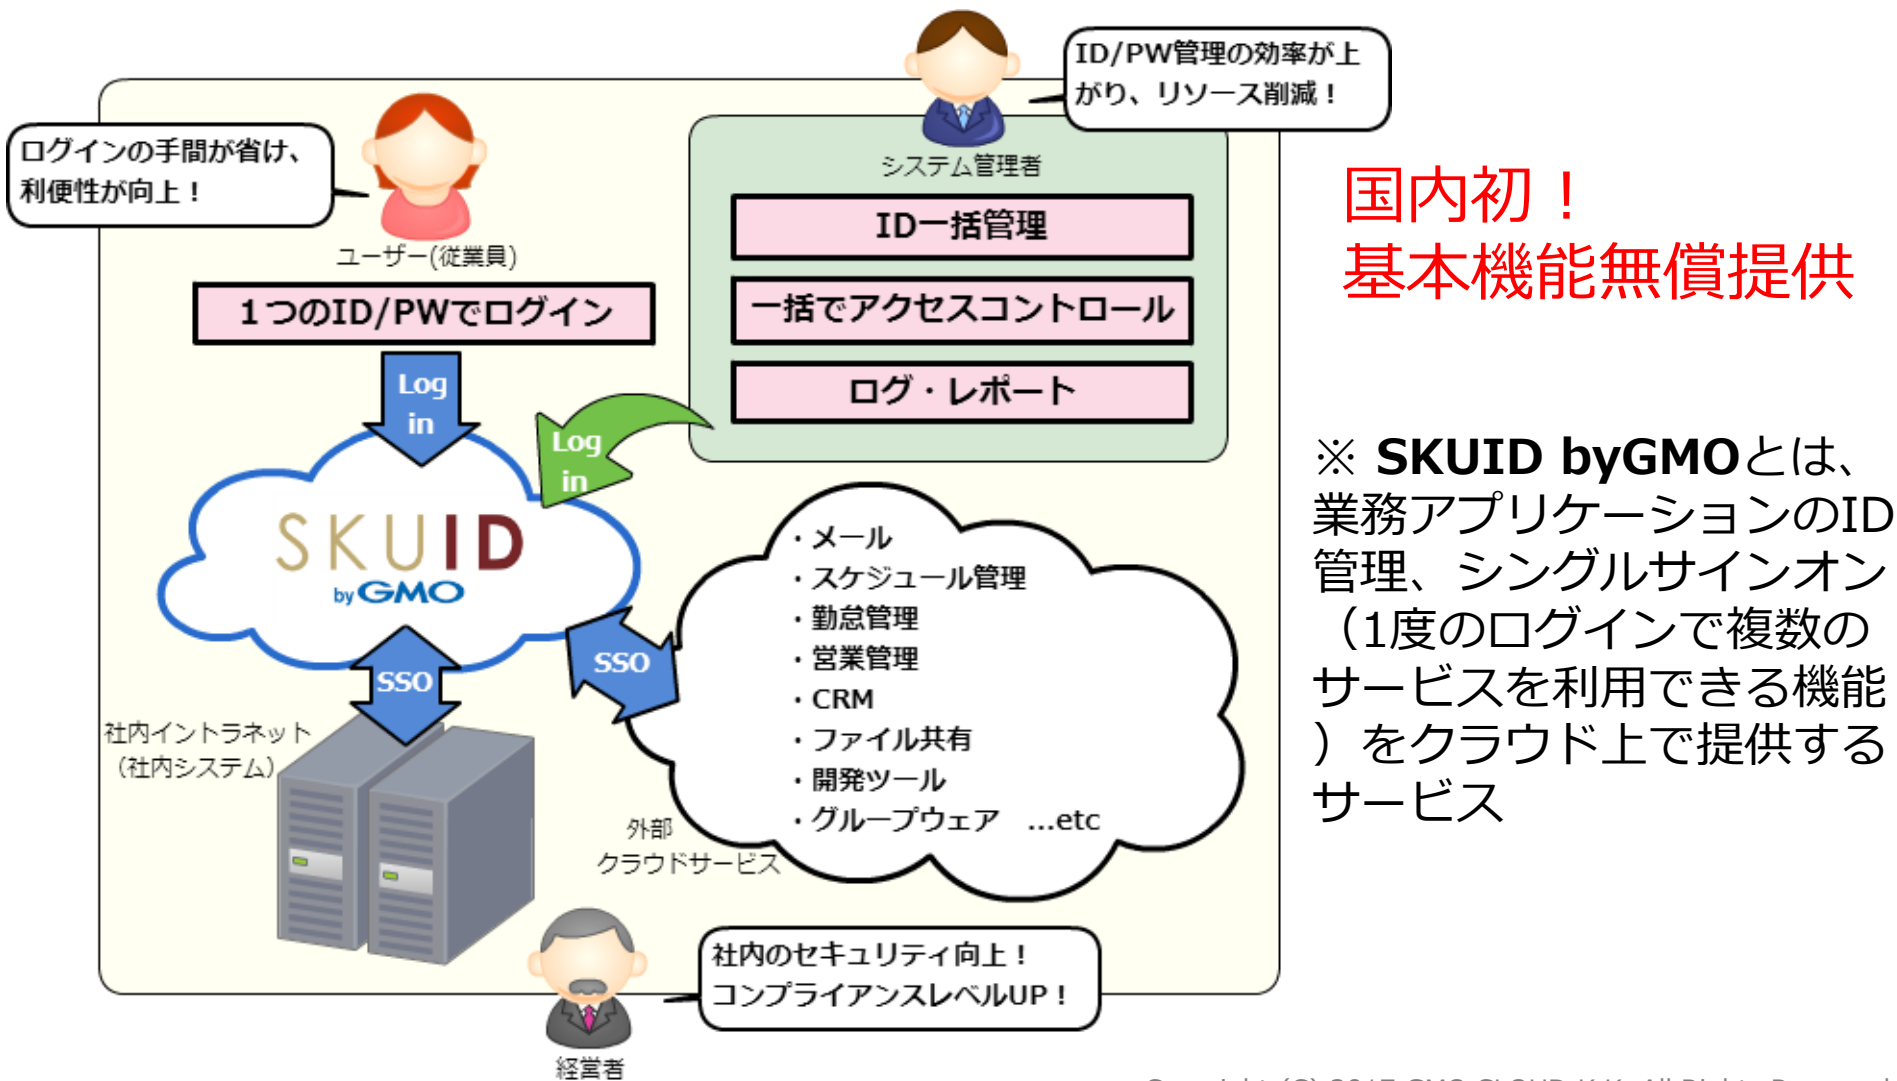 ID/PW管理の効率が上
がり、リソース削減！
ログインの手間が省け、
利便性が向上！
システム管理者
ユーザー(従業員)
ID一括管理
一括でアクセスコントロール
ログ・レポート
１つのID/PWでログイン
Log
in
Log
in
SKUID
by GMO
SSO
SSO
・メール
・スケジュール管理
・勤怠管理
・営業管理
・CRM
・ファイル共有
・開発ツール
・グループウェア　...etc
社内イントラネット
（社内システム）
外部
クラウドサービス
社内のセキュリティ向上！
コンプライアンスレベルUP！
経営者
国内初！
基本機能無償提供
※ SKUID byGMOとは、
業務アプリケーションのID
管理、シングルサインオン
（1度のログインで複数の
サービスを利用できる機能
）をクラウド上で提供する
サービス